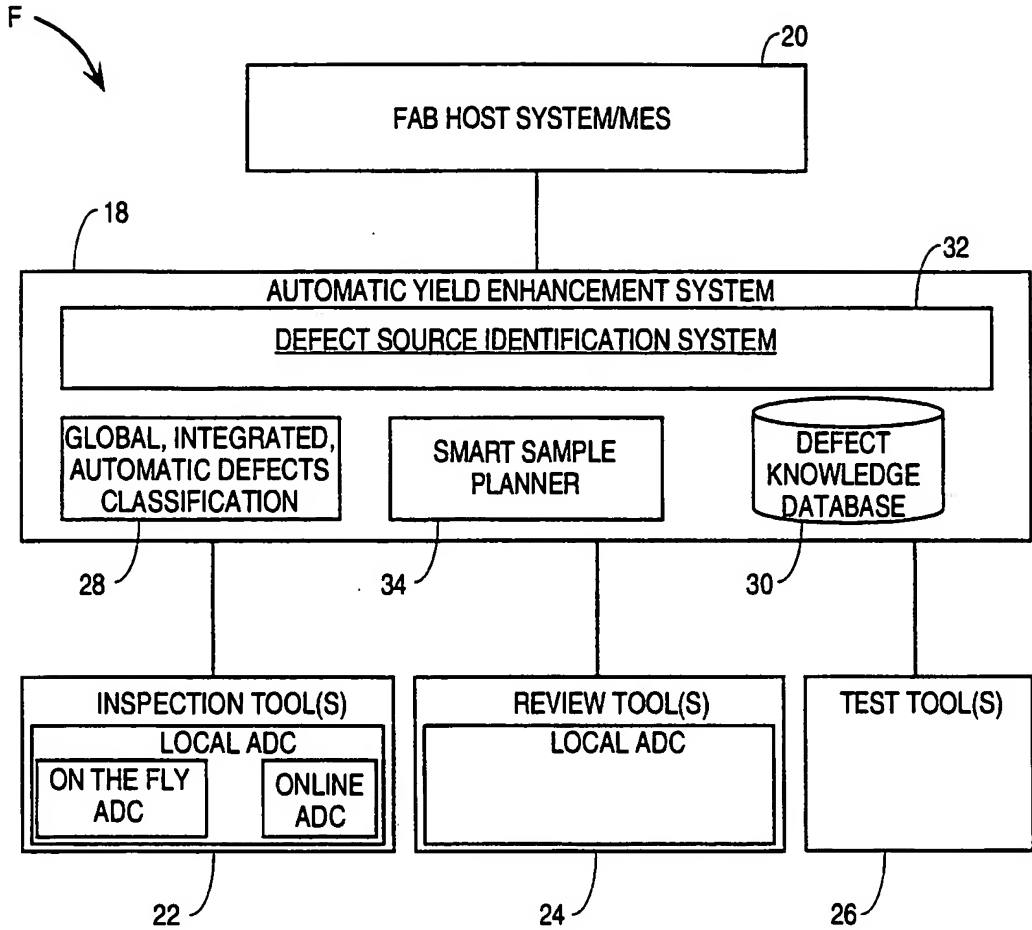 F
20
FAB HOST SYSTEM/MES
18
32
AUTOMATIC YIELD ENHANCEMENT SYSTEM
DEFECT SOURCE IDENTIFICATION SYSTEM
GLOBAL, INTEGRATED,
AUTOMATIC DEFECTS
CLASSIFICATION
SMART SAMPLE
PLANNER
DEFECT
KNOWLEDGE
DATABASE
28
34
30
INSPECTION TOOL(S)
LOCAL ADC
ON THE FLY
ADC
ONLINE
ADC
REVIEW TOOL(S)
LOCAL ADC
TEST TOOL(S)
22
24
26